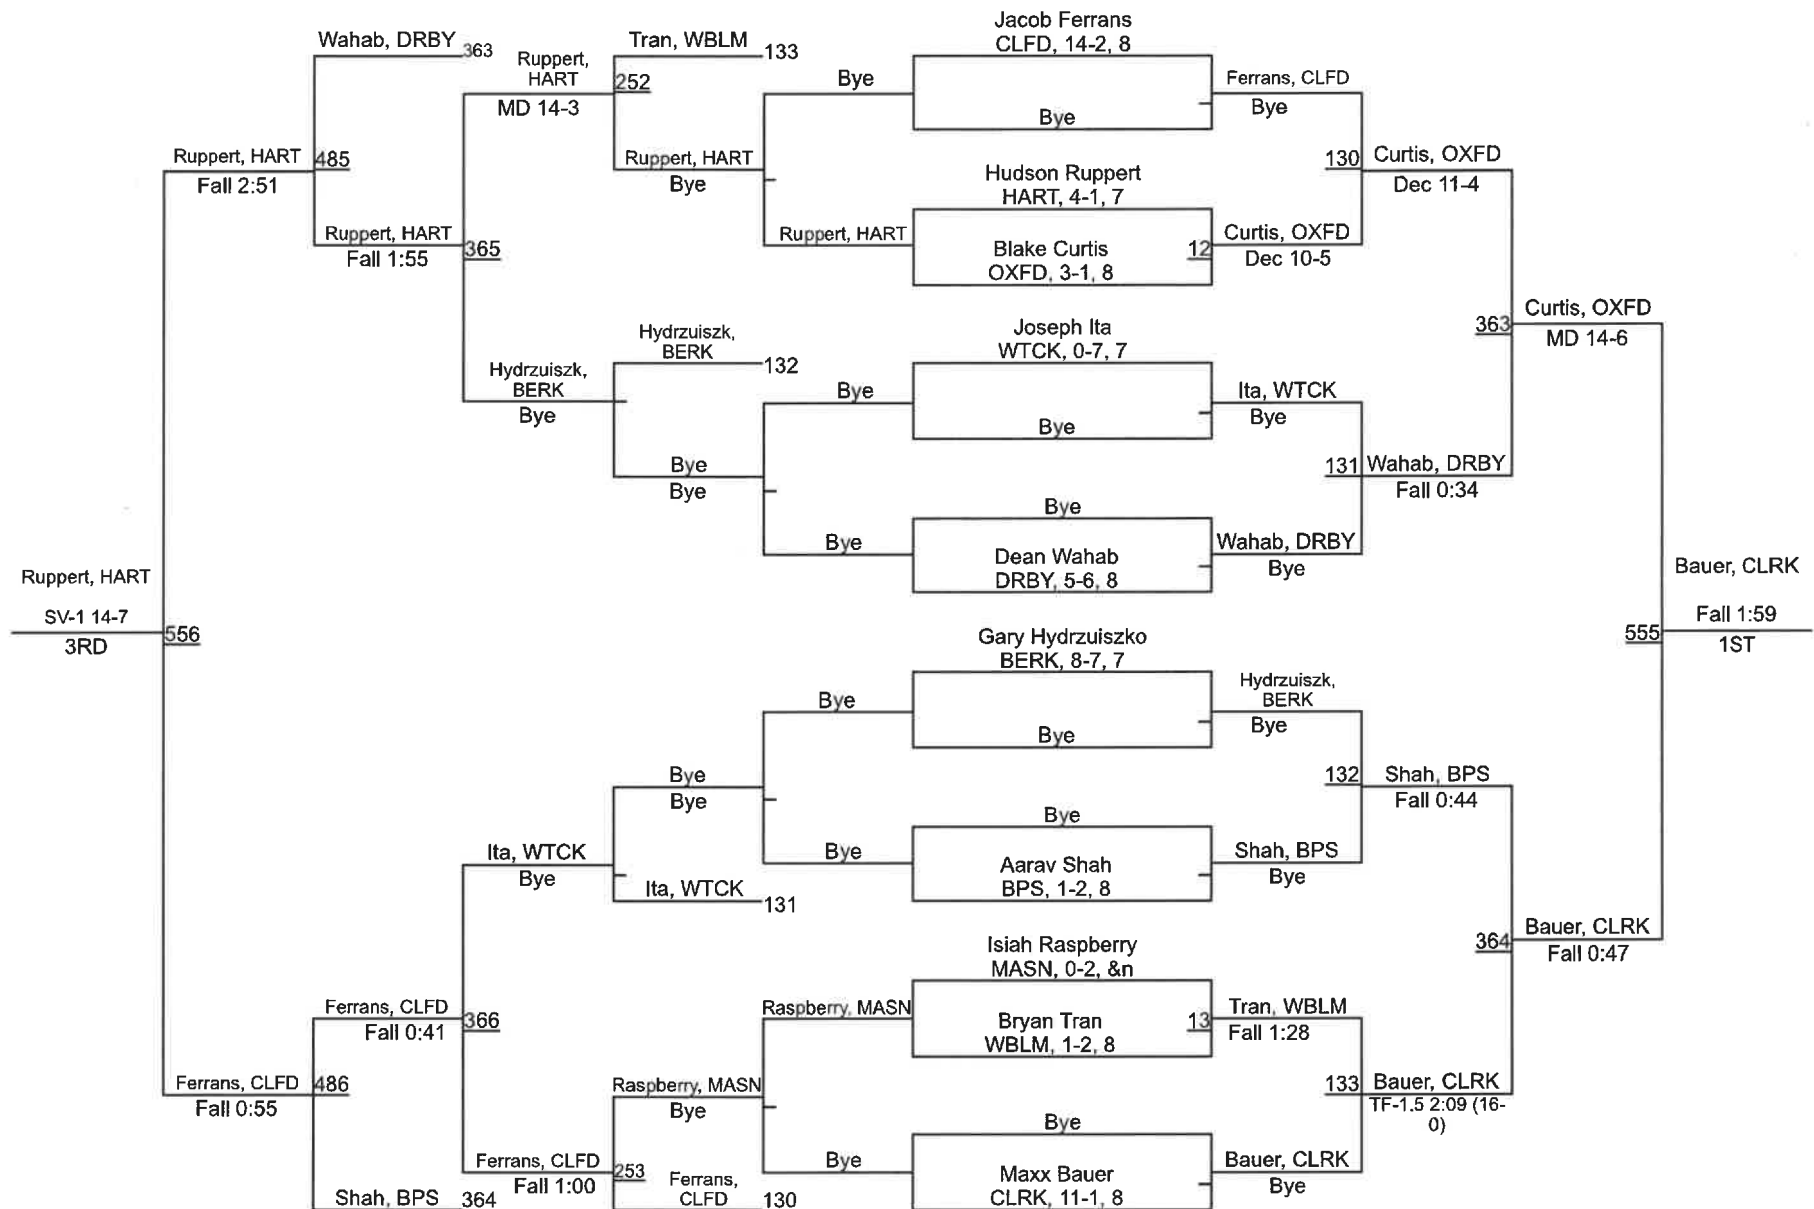 Jacob Ferrans
Wahab, DRBY 363
Ruppert,
HART
MD 14-3
Tran, WBLM 133
252
Bye
CLFD, 14-2, 8
Bye
Ferrans, CLFD
Bye
Ruppert, HART 485
Fall 2:51
Ruppert, HART
Bye
130 Curtis, OXFD
Dec 11-4
Hudson Ruppert
HART, 4-1, 7
Ruppert, HART
Fall 1:55
365
Ruppert, HART
Blake Curtis
OXFD, 3-1, 8
12
Curtis, OXFD
Dec 10-5
363
Curtis, OXFD
MD 14-6
Joseph Ita
WTCK, 0-7, 7
Hydrzuiszk,
BERK
132
Hydrzuiszk,
BERK
Bye
Bye
Bye
Ita, WTCK
Bye
Bye
Bye
131 Wahab, DRBY
Fall 0:34
Bye
Bye
Dean Wahab
DRBY, 5-6, 8
Wahab, DRBY
Bye
Ruppert, HART
SV-1 14-7
3RD
556
Bauer, CLRK
Fall 1:59
1ST
555
Gary Hydrzuiszko
BERK, 8-7, 7
Bye
Bye
Hydrzuiszk,
BERK
Bye
Bye
Bye
132 Shah, BPS
Fall 0:44
Bye
Ita, WTCK
Bye
Bye
Aarav Shah
BPS, 1-2, 8
Shah, BPS
Bye
Ita, WTCK 131
364
Bauer, CLRK
Fall 0:47
Isiah Raspberry
MASN, 0-2, &n
Ferrans, CLFD
Fall 0:41
366
Raspberry, MASN
Bryan Tran
WBLM, 1-2, 8
13
Tran, WBLM
Fall 1:28
Ferrans, CLFD 486
Fall 0:55
Raspberry, MASN
Bye
133 Bauer, CLRK
TF-1.5 2:09 (16-
0)
Bye
Ferrans, CLFD
Fall 1:00
253
Bye
Maxx Bauer
CLRK, 11-1, 8
Bauer, CLRK
Bye
Shah, BPS 364
Ferrans,
CLFD
130